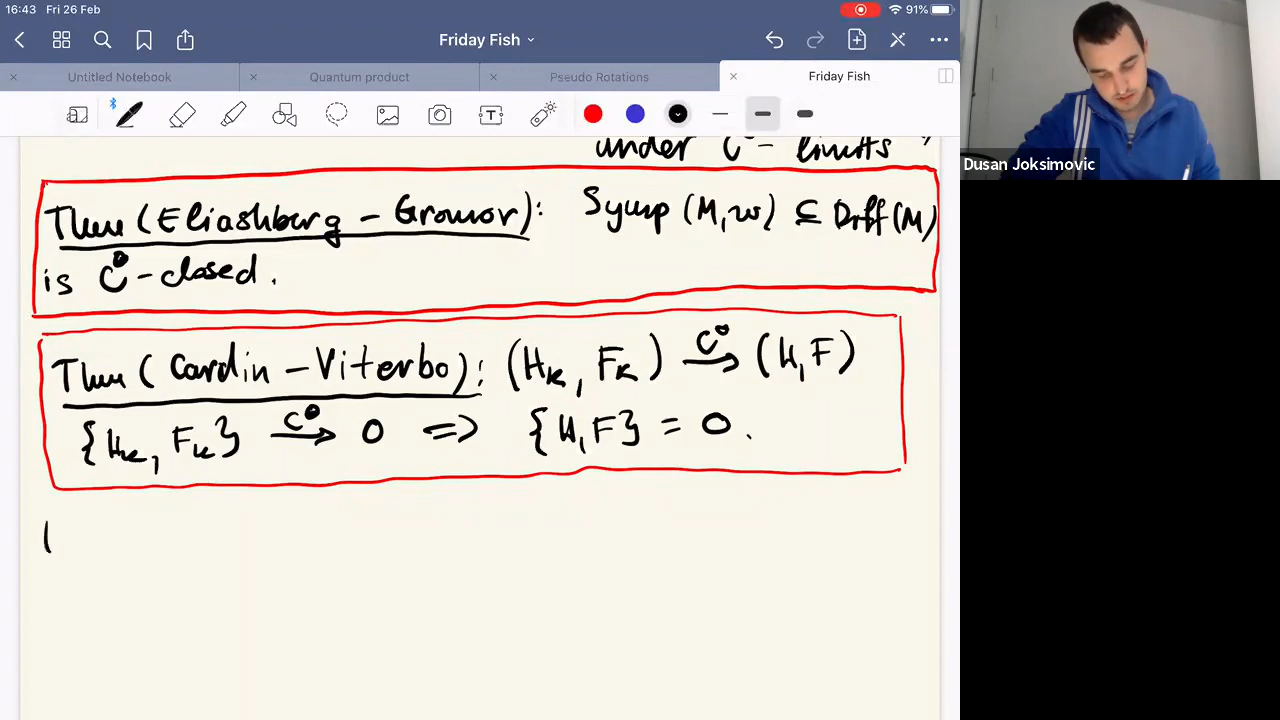 16:43 Fri 26 Feb
91%
Friday Fish
Untitled Notebook
Quantum product
Pseudo Rotations
Friday Fish
under C⁰- limits
Thm (Eliashberg - Gromov): Symp (M,ω) ⊆ Diff (M)
is C⁰-closed.
Thm (Cardin - Viterbo): (Hₖ, Fₖ) →^{C⁰} (H,F)
{Hₖ, Fₖ} →^{C⁰} 0 => {H,F} = 0.
Dusan Joksimovic